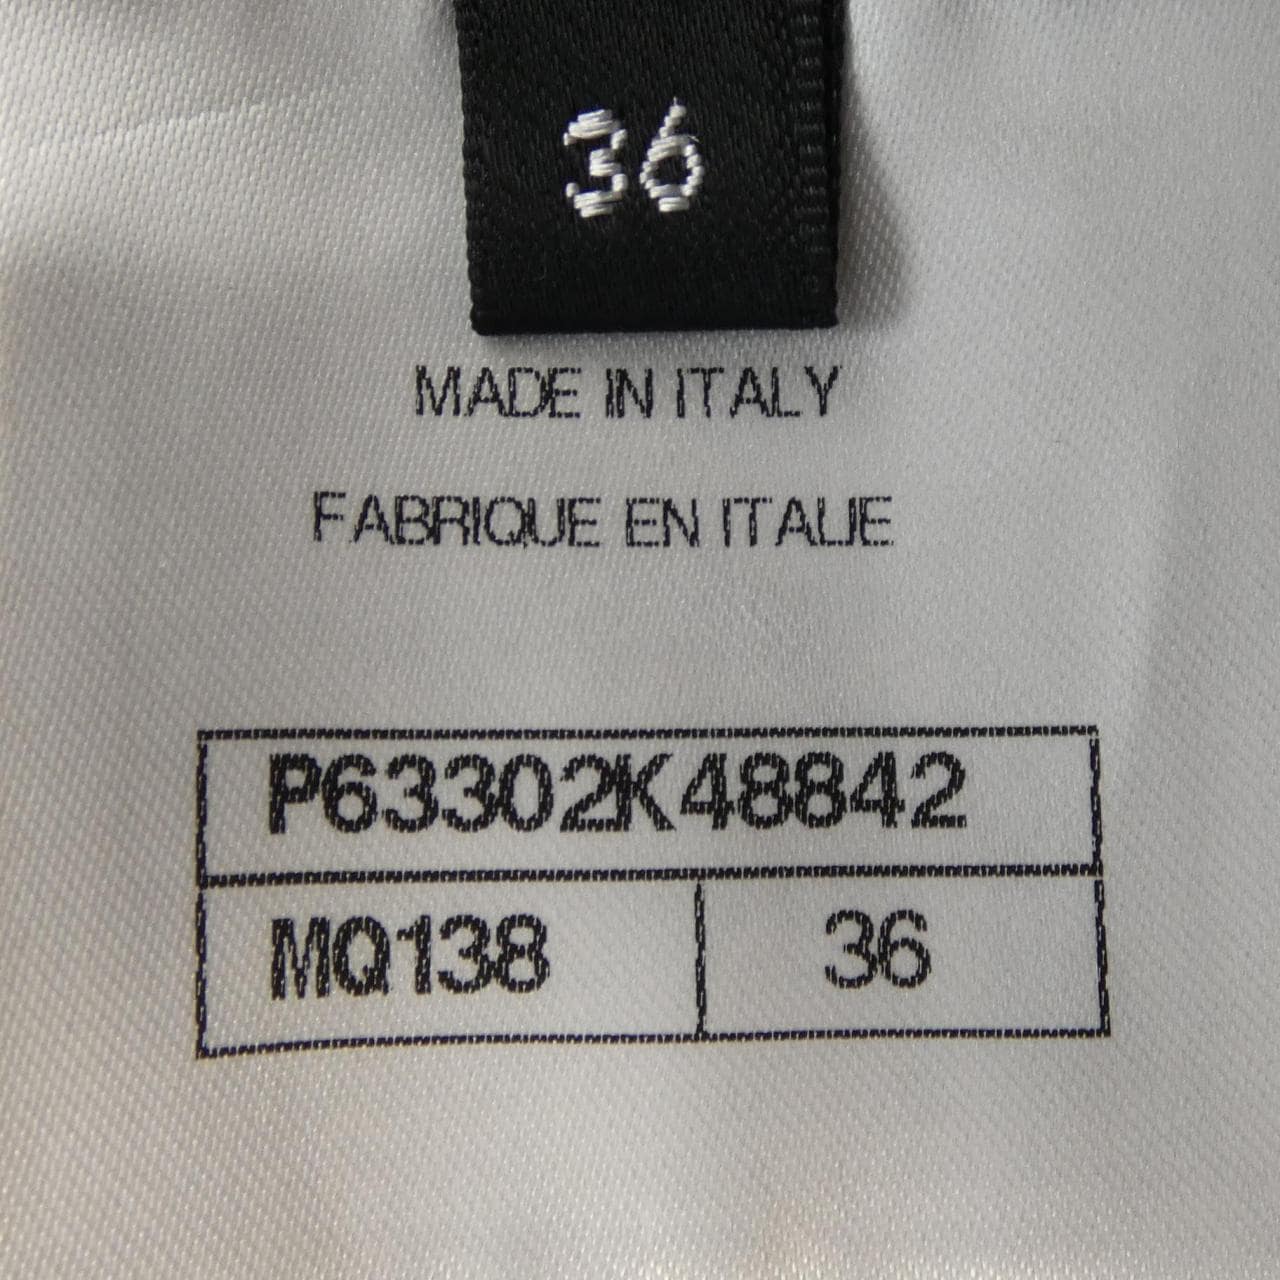 36
MADE IN ITALY
FABRIQUE EN ITALIE
P63302K48842
MQ138 36